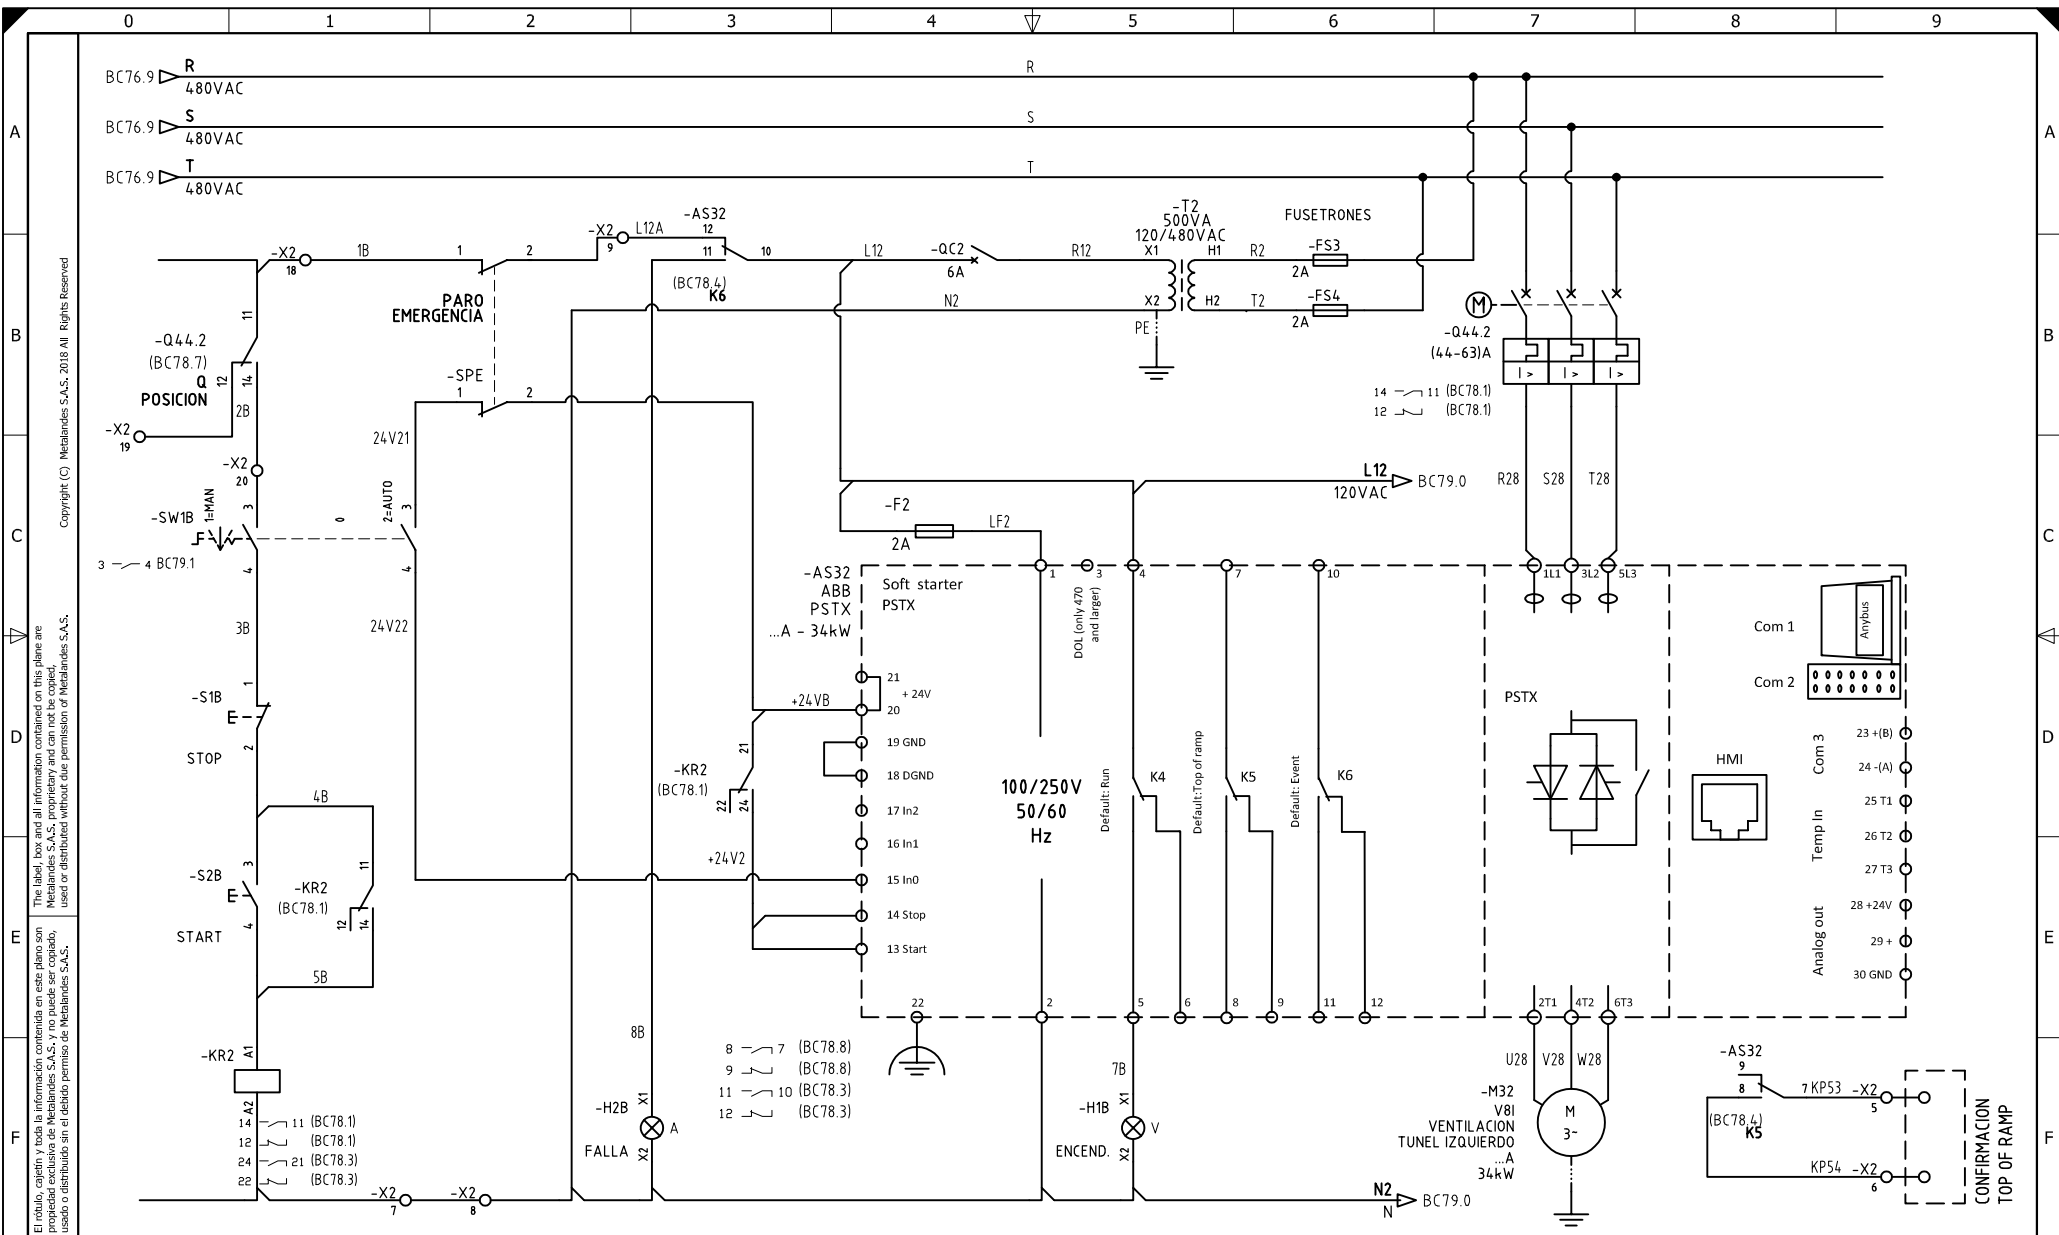 0 1 2 3 4 5 6 7 8 9
A
B
C
D
E
F
A
B
C
D
E
F
Copyright (C) Metalandes S.A.S. 2018 All Rights Reserved
The label, box and all information contained on this plane are
Metalandes S.A.S. proprietary and can not be copied,
used or distributed without due permission of Metalandes S.A.S.
El rótulo, cajetín y toda la información contenida en este plano son
propiedad exclusiva de Metalandes S.A.S. y no puede ser copiado,
usado o distribuido sin el debido permiso de Metalandes S.A.S.
BC76.9 R R
480VAC
BC76.9 S S
480VAC
BC76.9 T T
480VAC
-X2
18
1B
1 2
PARO
EMERGENCIA
-X2
9
L12A
-AS32
12
11 10
(BC78.4)
K6
L12
-QC2
6A
R12
N2
-T2
500VA
120/480VAC
X1 H1
X2 H2
PE
R2
T2
FUSETRONES
-FS3
2A
-FS4
2A
M
-Q44.2
(44-63)A
I >
I >
I >
14 11 (BC78.1)
12 (BC78.1)
R28 S28 T28
11
-Q44.2
(BC78.7)
Q
POSICION
12
14
2B
-X2
19
-X2
20
-SPE
1 2
24V21
-SW1B
1=MAN
0
2=AUTO
3
4
3
4
3 4 BC79.1
3B
24V22
1
-S1B
2
STOP
4B
3
-S2B
4
START
11
-KR2
(BC78.1)
12
14
5B
-KR2
A1
A2
14 11 (BC78.1)
12 (BC78.1)
24 21 (BC78.3)
22 (BC78.3)
-X2
7
-X2
8
L12
120VAC
BC79.0
-F2
2A
LF2
-AS32
ABB
PSTX
...A - 34kW
Soft starter
PSTX
1
3
4
7
10
DOL (only 470
and larger)
+24VB
21
+ 24V
20
19 GND
18 DGND
17 In2
16 In1
15 In0
14 Stop
13 Start
21
-KR2
(BC78.1)
22
24
+24V2
100/250V
50/60
Hz
Default: Run
K4
Default:Top of ramp
K5
Default: Event
K6
22
2
5
6
8
9
11
12
1L1 3L2 5L3
PSTX
2T1 4T2 6T3
Com 1
Anybus
Com 2
HMI
Com 3
23 +(B)
24 -(A)
Temp In
25 T1
26 T2
27 T3
Analog out
28 +24V
29 +
30 GND
8B
-H2B
FALLA
X1
X2
A
8 7 (BC78.8)
9 (BC78.8)
11 10 (BC78.3)
12 (BC78.3)
7B
-H1B
ENCEND.
X1
X2
V
N2
N
BC79.0
U28 V28 W28
-M32
V8I
VENTILACION
TUNEL IZQUIERDO
...A
34kW
M
3~
-AS32
9
8 7
(BC78.4)
K5
KP53
-X2
5
KP54
-X2
6
CONFIRMACION
TOP OF RAMP